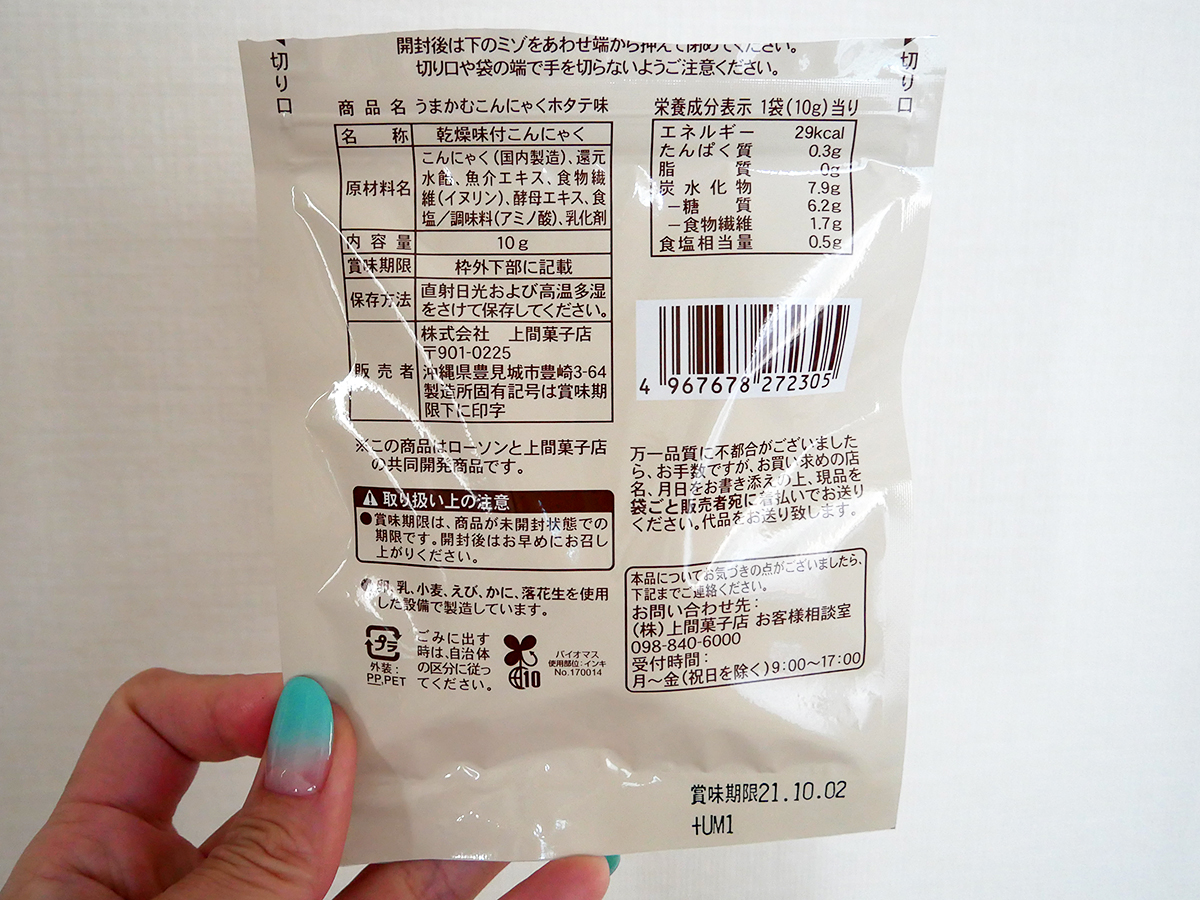 開封後は下のミゾをあわせ端から押えて閉めてください。
切り口や袋の端で手を切らないようご注意ください。
切り口
切り口
商品名 うまかむこんにゃくホタテ味
名称 乾燥味付こんにゃく
原材料名 こんにゃく(国内製造)、還元
水飴、魚介エキス、食物繊
維(イヌリン)、酵母エキス、食
塩/調味料(アミノ酸)、乳化剤
内容量 10g
賞味期限 枠外下部に記載
保存方法 直射日光および高温多湿
をさけて保存してください。
販売者 株式会社 上間菓子店
〒901-0225
沖縄県豊見城市豊崎3-64
製造所固有記号は賞味期
限下に印字
※この商品はローソンと上間菓子店
の共同開発商品です。
取り扱い上の注意
●賞味期限は、商品が未開封状態での
期限です。開封後はお早めにお召し
上がりください。
卵、乳、小麦、えび、かに、落花生を使用
した設備で製造しています。
プラ
外装:
PP,PET
ごみに出す
時は、自治体
の区分に従っ
てください。
10
バイオマス
使用部位:インキ
No.170014
栄養成分表示 1袋(10g)当り
エネルギー 29kcal
たんぱく質 0.3g
脂質 0g
炭水化物 7.9g
-糖質 6.2g
-食物繊維 1.7g
食塩相当量 0.5g
4 967678 272305
万一品質に不都合がございました
ら、お手数ですが、お買い求めの店
名、月日をお書き添えの上、現品を
袋ごと販売者宛に着払いでお送り
ください。代品をお送り致します。
本品についてお気づきの点がございましたら、
下記までご連絡ください。
お問い合わせ先:
(株)上間菓子店 お客様相談室
098-840-6000
受付時間:
月〜金(祝日を除く)9:00〜17:00
賞味期限21.10.02
+UM1